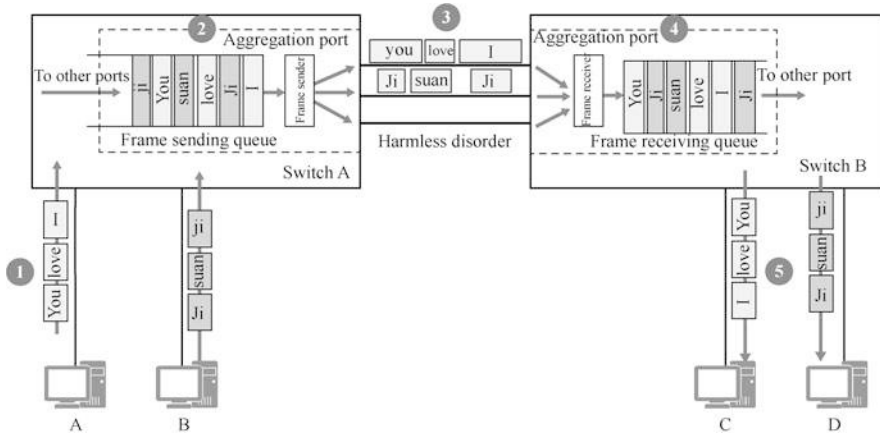 2
3
4
Aggregation port
you love I
Aggregation port
To other ports
ji You suan love Ji I
Frame sender
Ji suan Ji
Frame receiver
You Ji suan love I Ji
To other port
Frame sending queue
Harmless disorder
Frame receiving queue
Switch A
Switch B
1
I
love
You
ji
suan
Ji
You
love
I
5
ji
suan
Ji
A
B
C
D